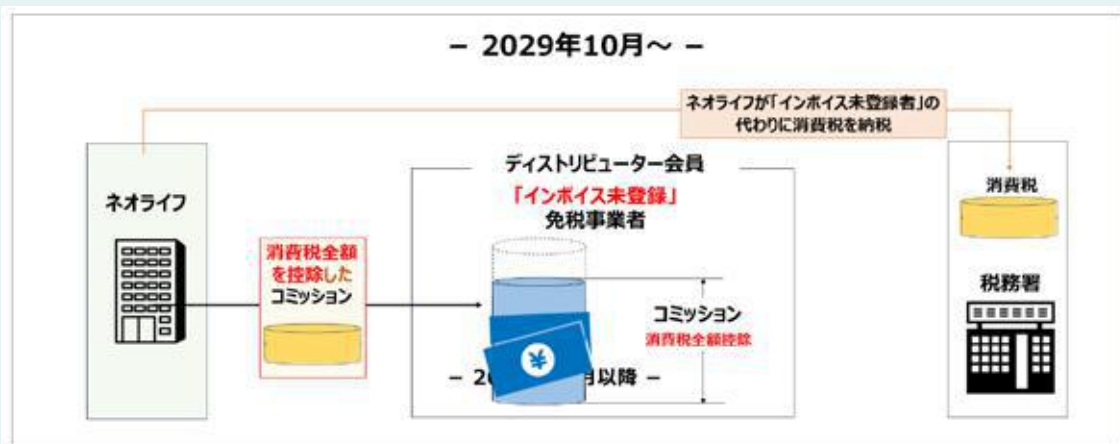 − 2029年10月～ −
ネオライフが「インボイス未登録者」の
代わりに消費税を納税
ネオライフ
消費税全額
を控除した
コミッション
ディストリビューター会員
「インボイス未登録」
免税事業者
¥
コミッション
消費税全額控除
− 20 月以降 −
消費税
税務署